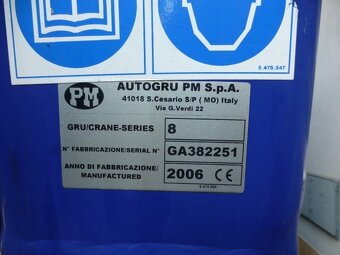 5.475.547
PM
AUTOGRU PM S.p.A.
41018 S.Cesario S/P ( MO) Italy
Via G.Verdi 22
GRU/CRANE-SERIES 8
N° FABBRICAZIONE/SERIAL N° GA382251
ANNO DI FABBRICAZIONE/
MANUFACTURED 2006 CE